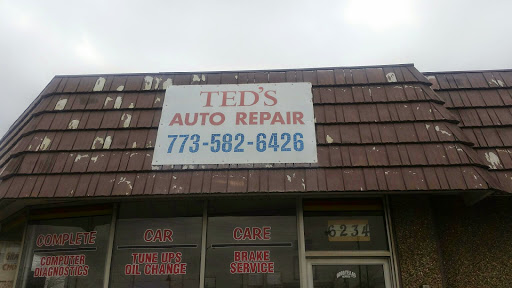 TED'S
AUTO REPAIR
773-582-6426
COMPLETE CAR CARE
6234
COMPUTER
DIAGNOSTICS
TUNE UPS
OIL CHANGE
BRAKE
SERVICE